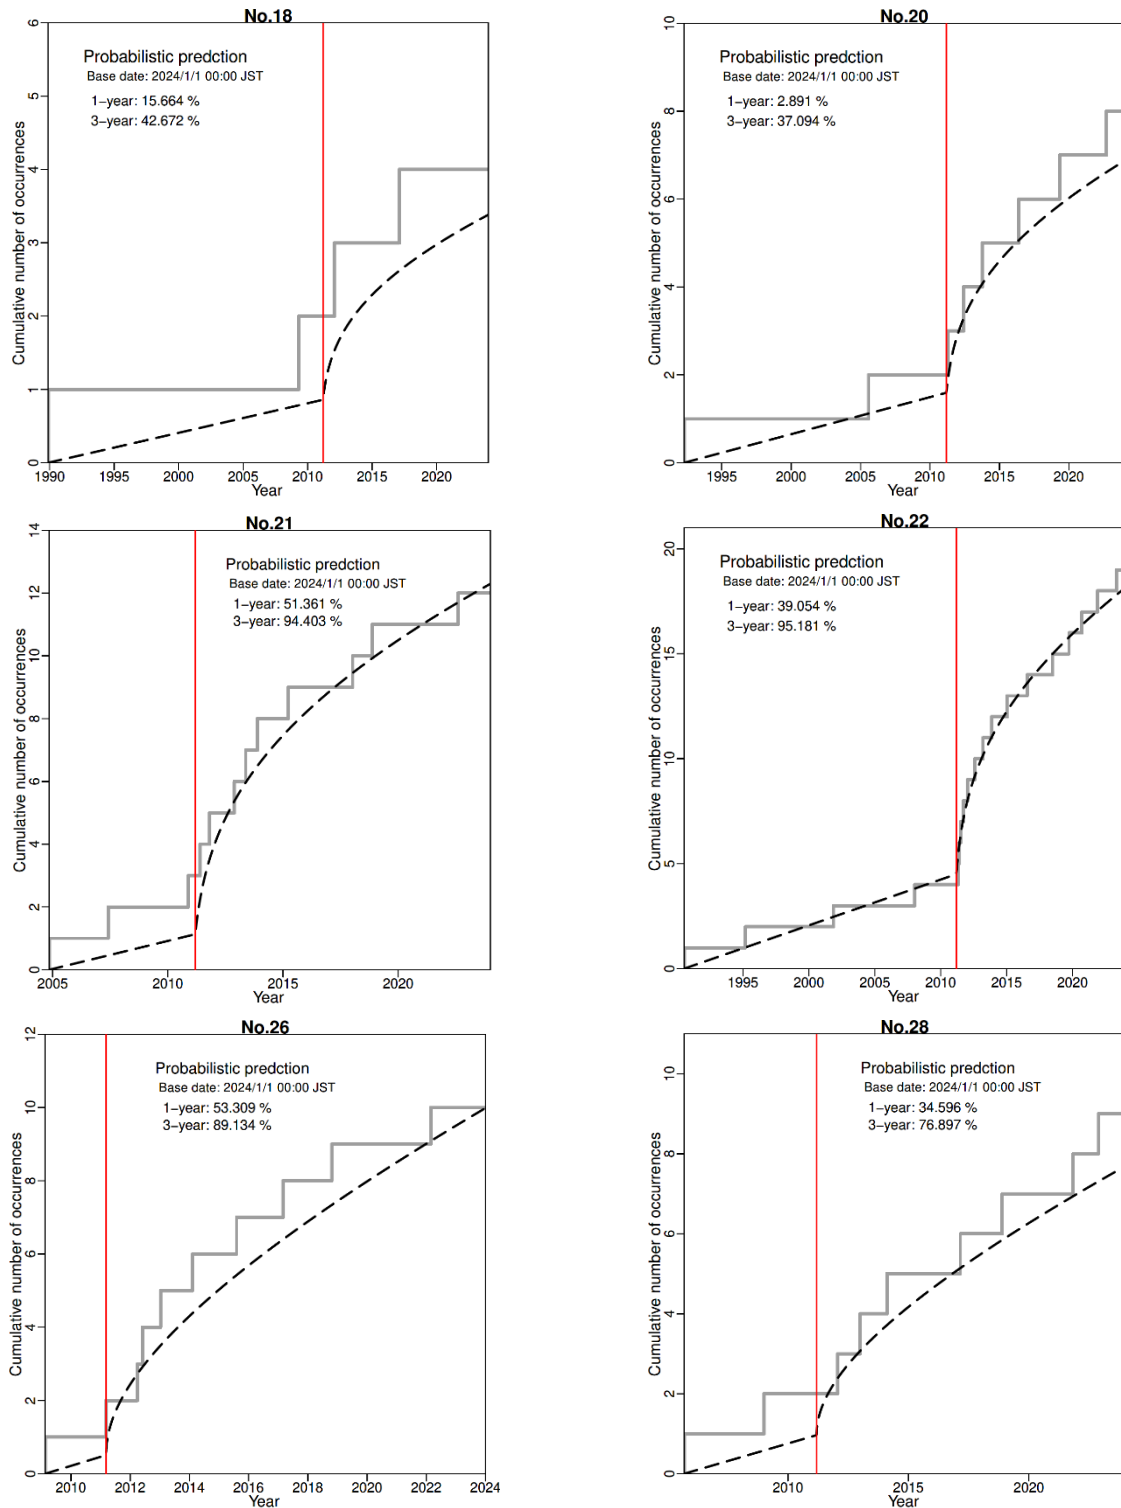 No.18
Probabilistic predction
Base date: 2024/1/1 00:00 JST
1−year: 15.664 %
3−year: 42.672 %
Cumulative number of occurrences
0 1 2 3 4 5 6
1990 1995 2000 2005 2010 2015 2020
Year
No.20
Probabilistic predction
Base date: 2024/1/1 00:00 JST
1−year: 2.891 %
3−year: 37.094 %
Cumulative number of occurrences
0 2 4 6 8 10
1995 2000 2005 2010 2015 2020
Year
No.21
Probabilistic predction
Base date: 2024/1/1 00:00 JST
1−year: 51.361 %
3−year: 94.403 %
Cumulative number of occurrences
0 2 4 6 8 10 12 14
2005 2010 2015 2020
Year
No.22
Probabilistic predction
Base date: 2024/1/1 00:00 JST
1−year: 39.054 %
3−year: 95.181 %
Cumulative number of occurrences
0 5 10 15 20
1995 2000 2005 2010 2015 2020
Year
No.26
Probabilistic predction
Base date: 2024/1/1 00:00 JST
1−year: 53.309 %
3−year: 89.134 %
Cumulative number of occurrences
0 2 4 6 8 10 12
2010 2012 2014 2016 2018 2020 2022 2024
Year
No.28
Probabilistic predction
Base date: 2024/1/1 00:00 JST
1−year: 34.596 %
3−year: 76.897 %
Cumulative number of occurrences
0 2 4 6 8 10
2010 2015 2020
Year